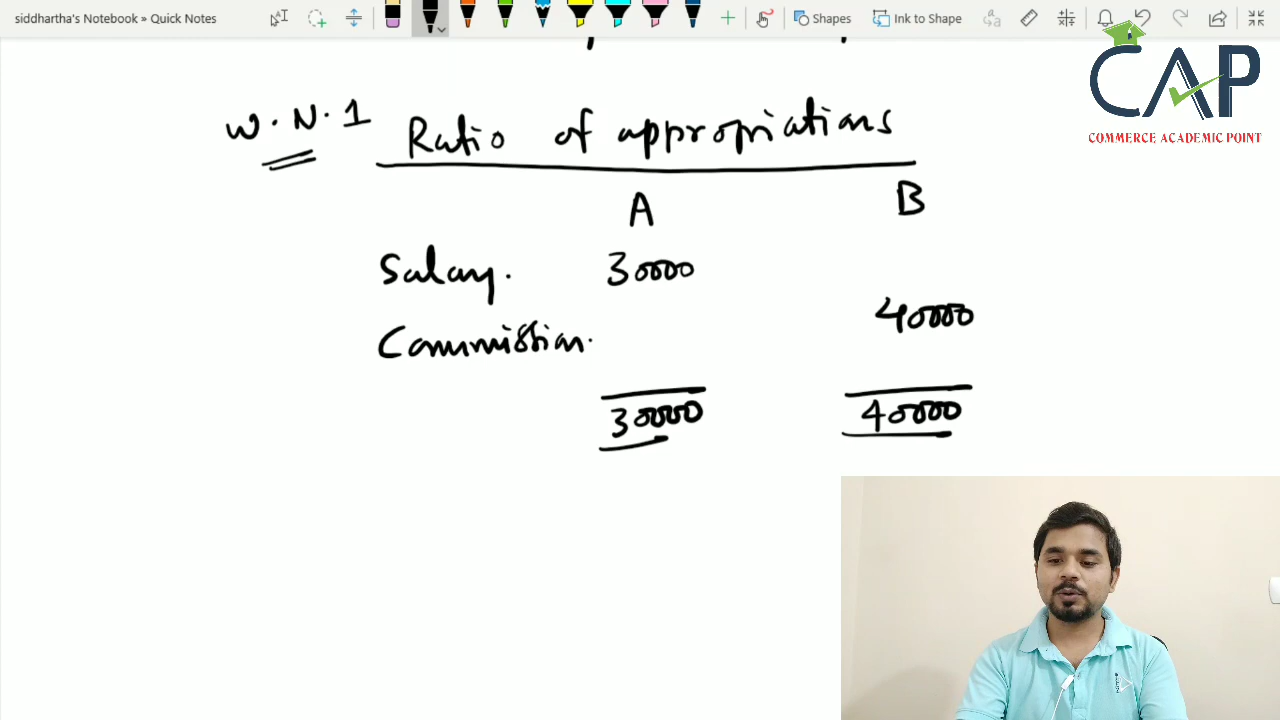 siddhartha's Notebook » Quick Notes
Shapes
Ink to Shape
CAP
COMMERCE ACADEMIC POINT
W.N.1 Ratio of appropriations
A B
Salary. 30000
Commission. 40000
30000 40000